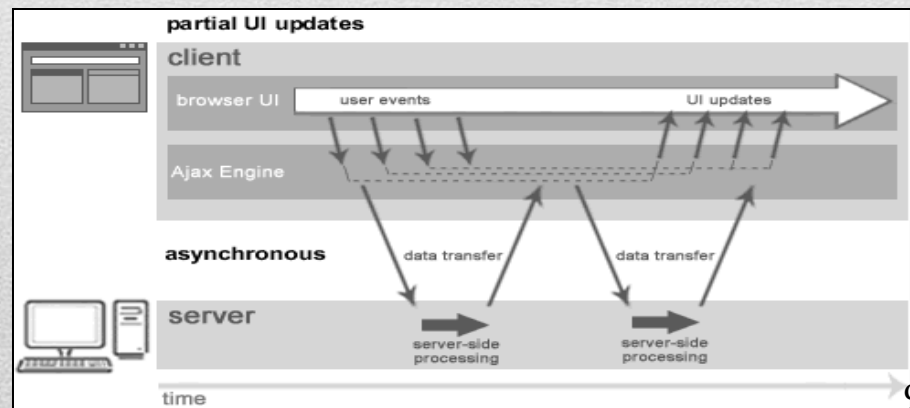 partial UI updates
client
browser UI
user events
UI updates
Ajax Engine
asynchronous
data transfer
data transfer
server
server-side
processing
server-side
processing
time